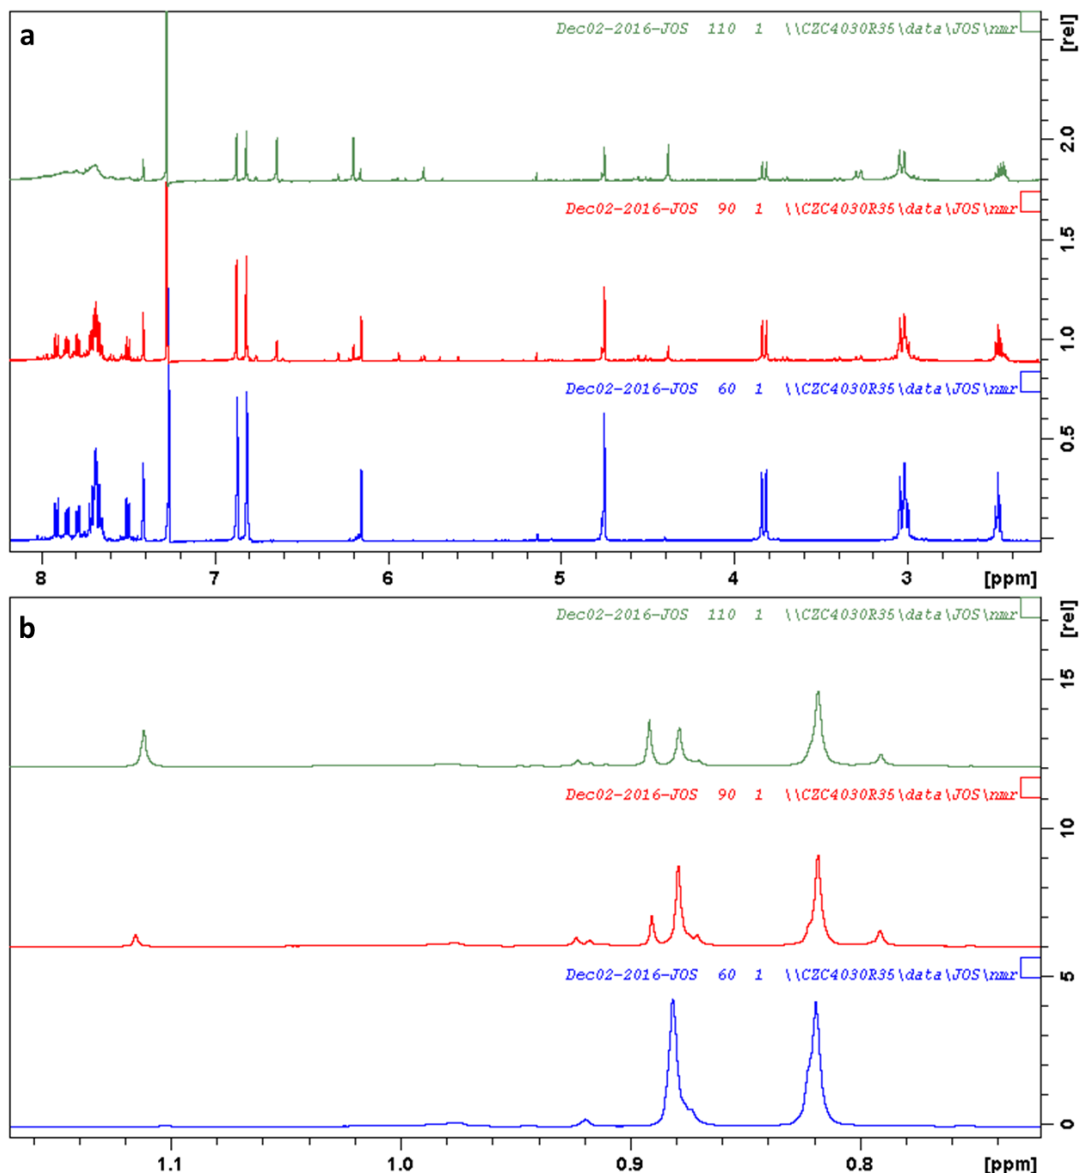 a
Dec02-2016-JOS 110 1 \\CZC4030R35\data\JOS\nmr
[rel]
2.0
Dec02-2016-JOS 90 1 \\CZC4030R35\data\JOS\nmr
1.5
1.0
Dec02-2016-JOS 60 1 \\CZC4030R35\data\JOS\nmr
0.5
8 7 6 5 4 3 [ppm]
b
Dec02-2016-JOS 110 1 \\CZC4030R35\data\JOS\nmr
[rel]
15
Dec02-2016-JOS 90 1 \\CZC4030R35\data\JOS\nmr
10
Dec02-2016-JOS 60 1 \\CZC4030R35\data\JOS\nmr
5
0
1.1 1.0 0.9 0.8 [ppm]